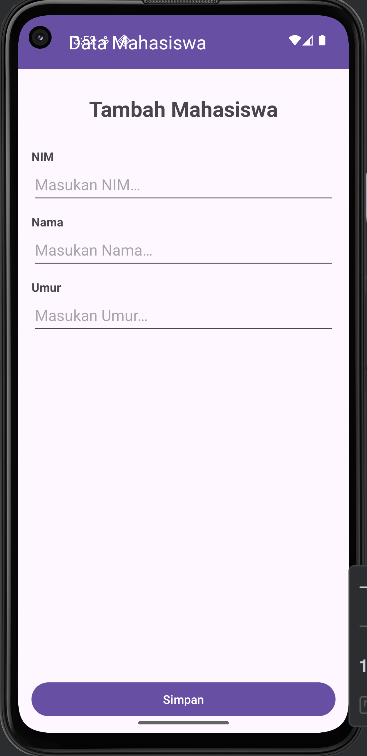 Data Mahasiswa
Tambah Mahasiswa
NIM
Masukan NIM...
Nama
Masukan Nama...
Umur
Masukan Umur...
Simpan